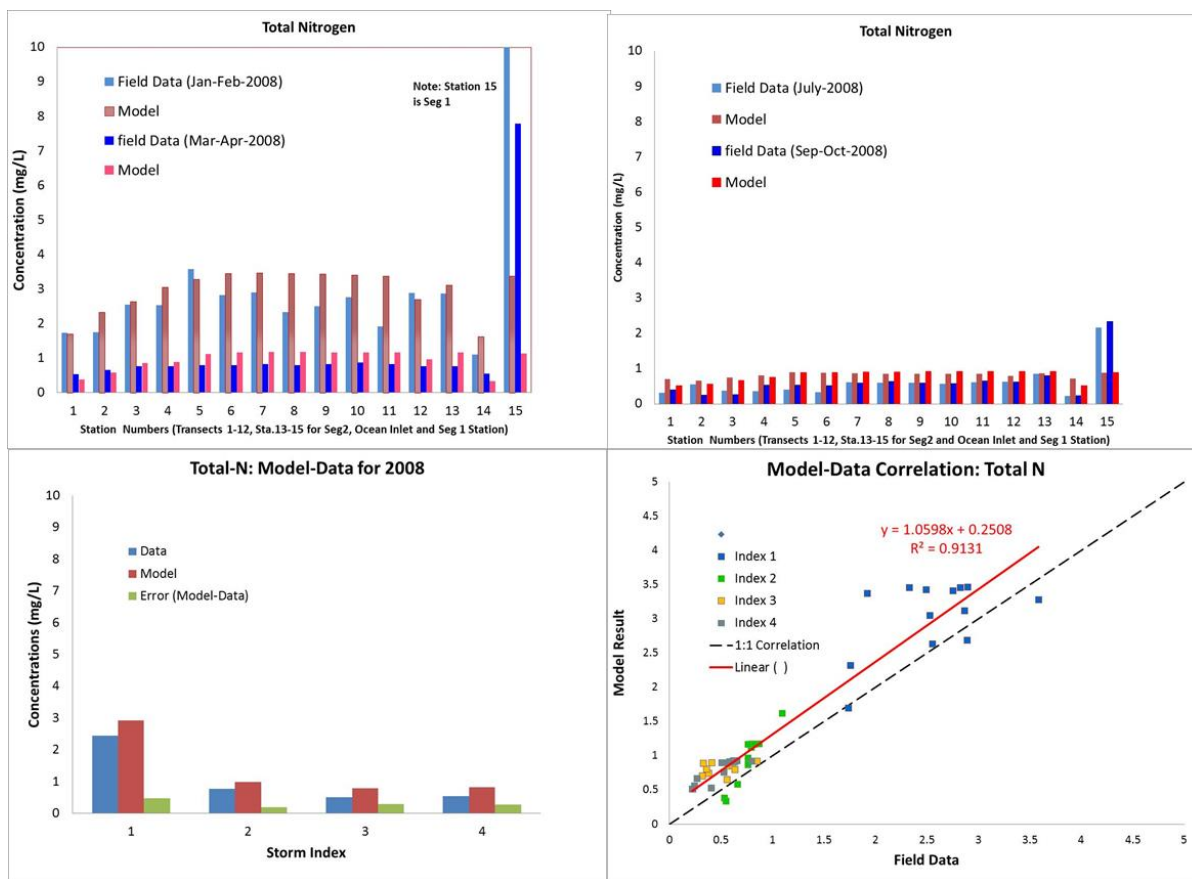 Total Nitrogen
10
9
8
7
6
5
4
3
2
1
0
Concentration (mg/L)
Field Data (Jan-Feb-2008)
Model
field Data (Mar-Apr-2008)
Model
Note: Station 15
is Seg 1
1 2 3 4 5 6 7 8 9 10 11 12 13 14 15
Station Numbers (Transects 1-12, Sta.13-15 for Seg2, Ocean Inlet and Seg 1 Station)
Total Nitrogen
10
9
8
7
6
5
4
3
2
1
0
Concentration (mg/L)
Field Data (July-2008)
Model
field Data (Sep-Oct-2008)
Model
1 2 3 4 5 6 7 8 9 10 11 12 13 14 15
Station Numbers (Transects 1-12, Sta.13-15 for Seg2 and Ocean Inlet and Seg 1 Station)
Total-N: Model-Data for 2008
10
9
8
7
6
5
4
3
2
1
0
Concentrations (mg/L)
Data
Model
Error (Model-Data)
1 2 3 4
Storm Index
Model-Data Correlation: Total N
5
4.5
4
3.5
3
2.5
2
1.5
1
0.5
0
Model Result
y = 1.0598x + 0.2508
R² = 0.9131
Index 1
Index 2
Index 3
Index 4
1:1 Correlation
Linear ( )
0 0.5 1 1.5 2 2.5 3 3.5 4 4.5 5
Field Data